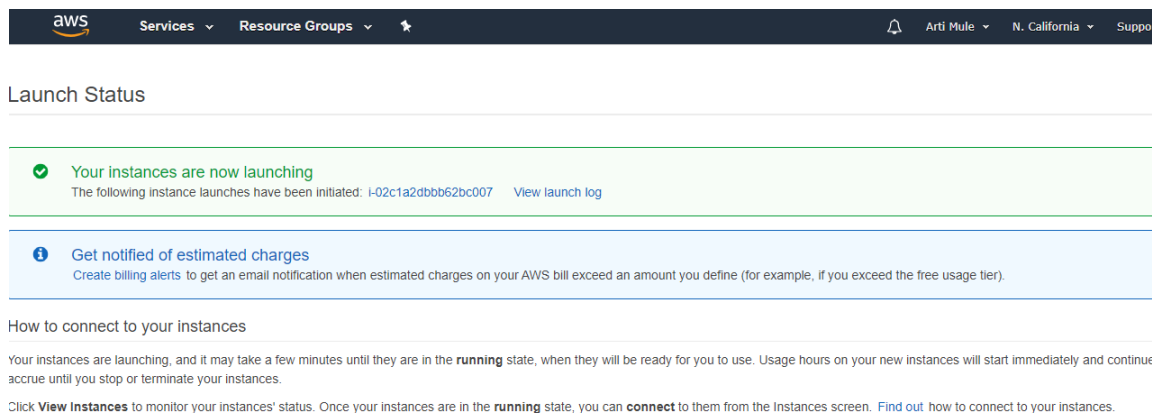 aws Services Resource Groups Arti Mule N. California Suppo
Launch Status
Your instances are now launching
The following instance launches have been initiated: i-02c1a2dbbb62bc007 View launch log
Get notified of estimated charges
Create billing alerts to get an email notification when estimated charges on your AWS bill exceed an amount you define (for example, if you exceed the free usage tier).
How to connect to your instances
Your instances are launching, and it may take a few minutes until they are in the running state, when they will be ready for you to use. Usage hours on your new instances will start immediately and continue
accrue until you stop or terminate your instances.
Click View Instances to monitor your instances' status. Once your instances are in the running state, you can connect to them from the Instances screen. Find out how to connect to your instances.